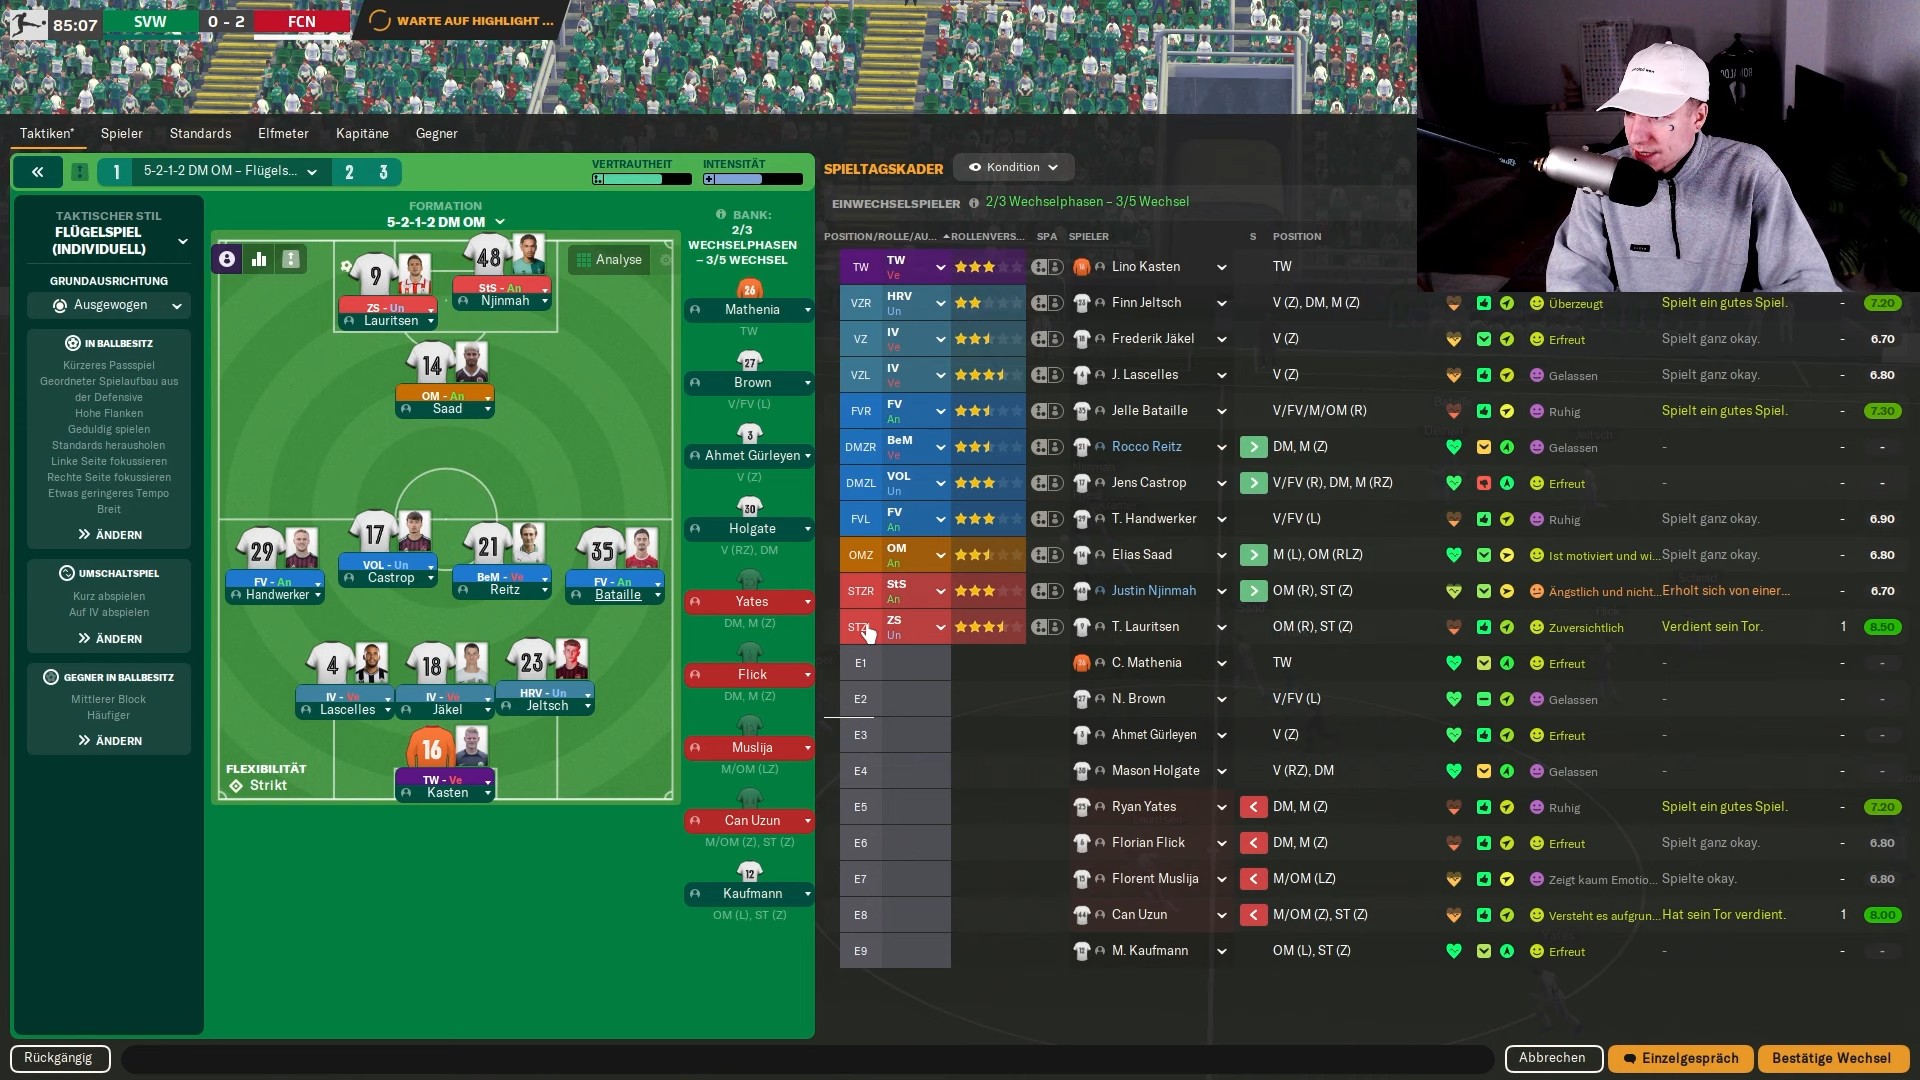 85:07 SVW 0 - 2 FCN WARTE AUF HIGHLIGHT ...
Taktiken* Spieler Standards Elfmeter Kapitäne Gegner
1 5-2-1-2 DM OM – Flügels... 2 3
VERTRAUTHEIT INTENSITÄT
TAKTISCHER STIL
FLÜGELSPIEL
(INDIVIDUELL)
GRUNDAUSRICHTUNG
Ausgewogen
IN BALLBESITZ
Kürzeres Passspiel
Geordneter Spielaufbau aus
der Defensive
Hohe Flanken
Geduldig spielen
Standards herausholen
Linke Seite fokussieren
Rechte Seite fokussieren
Etwas geringeres Tempo
Breit
ÄNDERN
UMSCHALTSPIEL
Kurz abspielen
Auf IV abspielen
ÄNDERN
GEGNER IN BALLBESITZ
Mittlerer Block
Häufiger
ÄNDERN
FORMATION
5-2-1-2 DM OM
Analyse
9
ZS - Un
Lauritsen
48
StS - An
Njinmah
14
OM - An
Saad
29
FV - An
Handwerker
17
VOL - Un
Castrop
21
BeM - Ve
Reitz
35
FV - An
Bataille
4
IV - Ve
Lascelles
18
IV - Ve
Jäkel
23
HRV - Un
Jeltsch
16
TW - Ve
Kasten
FLEXIBILITÄT
Strikt
BANK:
2/3
WECHSELPHASEN
– 3/5 WECHSEL
26
Mathenia
TW
27
Brown
V/FV (L)
3
Ahmet Gürleyen
V (Z)
30
Holgate
V (RZ), DM
Yates
DM, M (Z)
Flick
DM, M (Z)
Muslija
M/OM (LZ)
Can Uzun
M/OM (Z), ST (Z)
12
Kaufmann
OM (L), ST (Z)
SPIELTAGSKADER Kondition
EINWECHSELSPIELER 2/3 Wechselphasen – 3/5 Wechsel
POSITION/ROLLE/AU... ROLLENVERS... SPA SPIELER S POSITION
TW TW Ve Lino Kasten TW
VZR HRV Un Finn Jeltsch V (Z), DM, M (Z) Überzeugt Spielt ein gutes Spiel. - 7.20
VZ IV Ve Frederik Jäkel V (Z) Erfreut Spielt ganz okay. - 6.70
VZL IV Ve J. Lascelles V (Z) Gelassen Spielt ganz okay. - 6.80
FVR FV An Jelle Bataille V/FV/M/OM (R) Ruhig Spielt ein gutes Spiel. - 7.30
DMZR BeM Ve Rocco Reitz DM, M (Z) Gelassen - - -
DMZL VOL Un Jens Castrop V/FV (R), DM, M (RZ) Erfreut - - -
FVL FV An T. Handwerker V/FV (L) Ruhig Spielt ganz okay. - 6.90
OMZ OM An Elias Saad M (L), OM (RLZ) Ist motiviert und wi... Spielt ganz okay. - 6.80
STZR StS An Justin Njinmah OM (R), ST (Z) Ängstlich und nicht... Erholt sich von einer... - 6.70
ZS Un T. Lauritsen OM (R), ST (Z) Zuversichtlich Verdient sein Tor. 1 8.50
E1 C. Mathenia TW Erfreut - - -
E2 N. Brown V/FV (L) Gelassen - - -
E3 Ahmet Gürleyen V (Z) Erfreut - - -
E4 Mason Holgate V (RZ), DM Gelassen - - -
E5 Ryan Yates DM, M (Z) Ruhig Spielt ein gutes Spiel. - 7.20
E6 Florian Flick DM, M (Z) Erfreut Spielt ganz okay. - 6.80
E7 Florent Muslija M/OM (LZ) Zeigt kaum Emotio... Spielte okay. - 6.80
E8 Can Uzun M/OM (Z), ST (Z) Versteht es aufgrun... Hat sein Tor verdient. 1 8.00
E9 M. Kaufmann OM (L), ST (Z) Erfreut - - -
Rückgängig Abbrechen Einzelgespräch Bestätige Wechsel